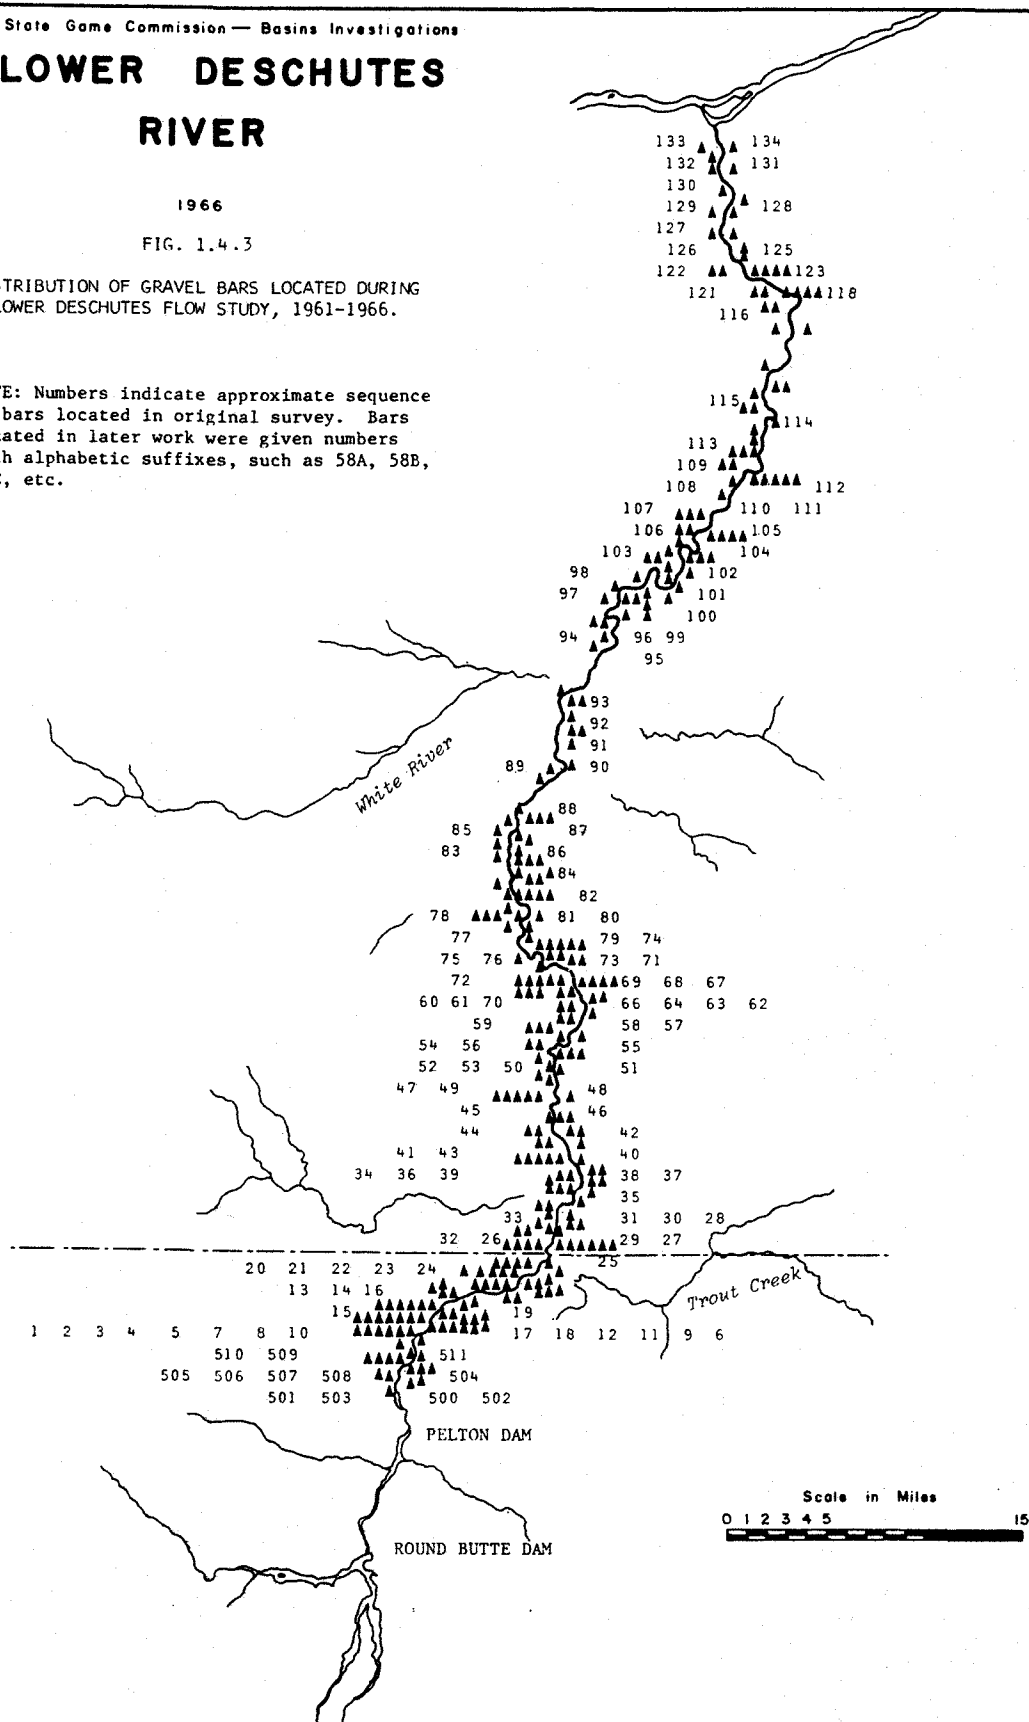 State Game Commission — Basins Investigations
LOWER DESCHUTES
RIVER
1966
FIG. 1.4.3
TRIBUTION OF GRAVEL BARS LOCATED DURING
OWER DESCHUTES FLOW STUDY, 1961-1966.
E: Numbers indicate approximate sequence
bars located in original survey. Bars
ated in later work were given numbers
h alphabetic suffixes, such as 58A, 58B,
, etc.
133 134
132 131
130
129 128
127
126 125
122 123
121 118
116
115
114
113
109
108 112
107 110 111
106 105
103 104
98 102
97 101
100
94 96 99
95
93
92
91
89 90
White River
88
85 87
83 86
84
82
78 81 80
77 79 74
75 76 73 71
72 69 68 67
60 61 70 66 64 63 62
59 58 57
54 56 55
52 53 50 51
47 49 48
45 46
44 42
41 43 40
34 36 39 38 37
35
33 31 30 28
32 26 29 27
20 21 22 23 24 25
13 14 16
Trout Creek
15 19
1 2 3 4 5 7 8 10 17 18 12 11 9 6
510 509 511
505 506 507 508 504
501 503 500 502
PELTON DAM
Scale in Miles
0 1 2 3 4 5 15
ROUND BUTTE DAM